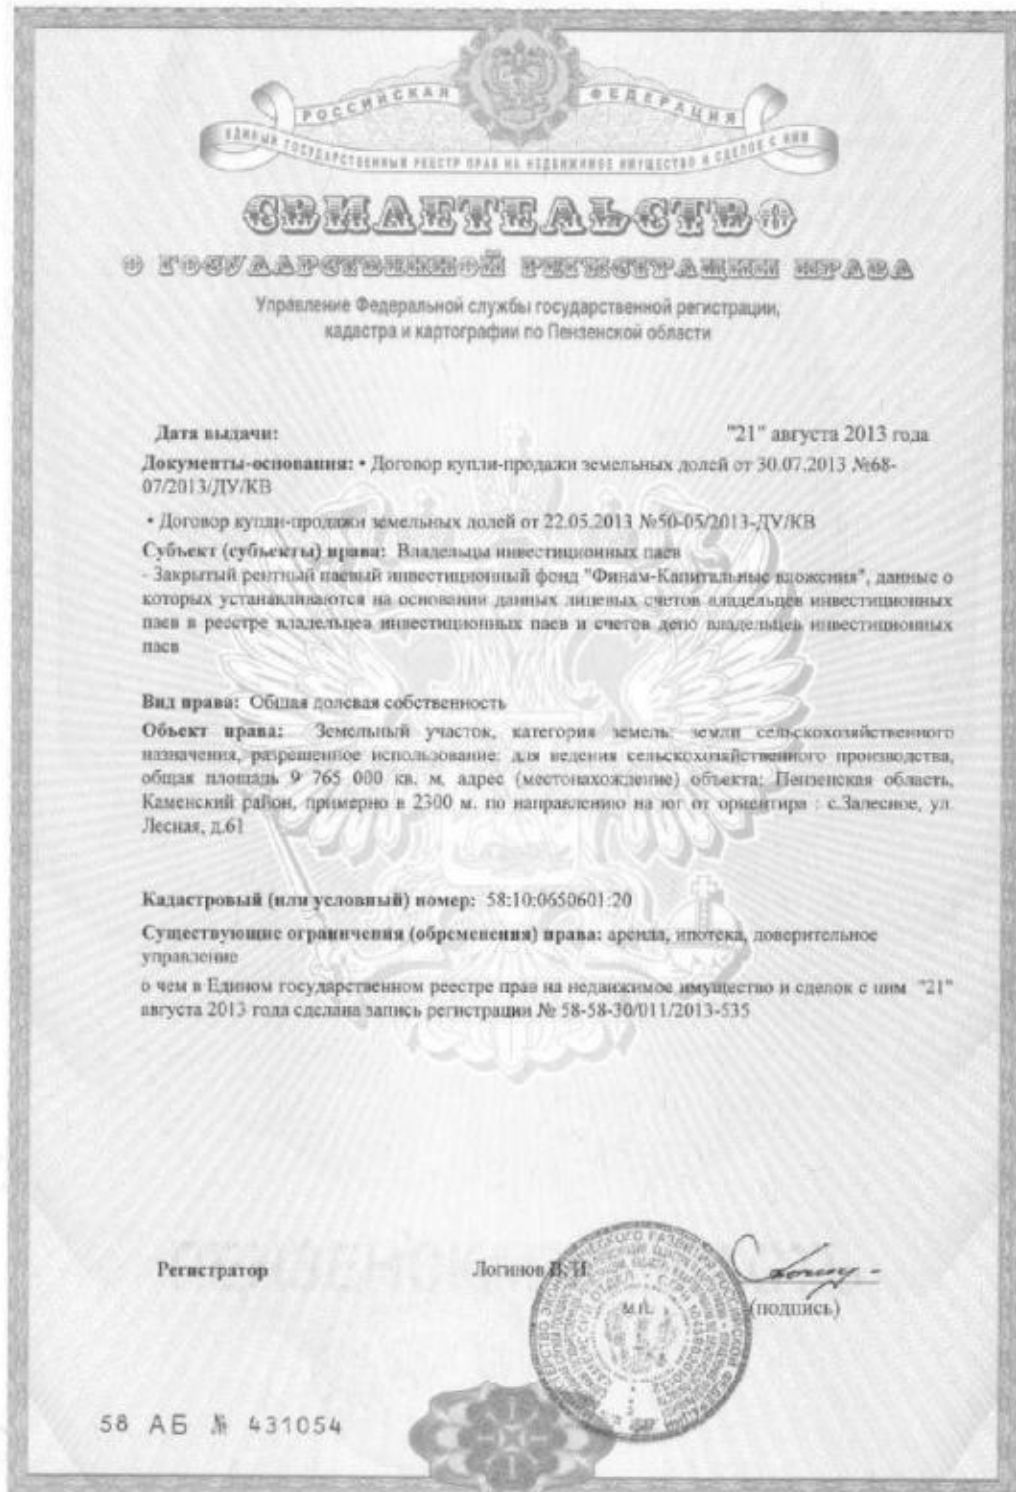 РОССИЙСКАЯ ФЕДЕРАЦИЯ
ЕДИНЫЙ ГОСУДАРСТВЕННЫЙ РЕЕСТР ПРАВ НА НЕДВИЖИМОЕ ИМУЩЕСТВО И СДЕЛОК С НИМ
СВИДЕТЕЛЬСТВО
О ГОСУДАРСТВЕННОЙ РЕГИСТРАЦИИ ПРАВА
Управление Федеральной службы государственной регистрации,
кадастра и картографии по Пензенской области
Дата выдачи: "21" августа 2013 года
Документы-основания: • Договор купли-продажи земельных долей от 30.07.2013 №68-
07/2013/ДУ/КВ
• Договор купли-продажи земельных долей от 22.05.2013 №50-05/2013-ДУ/КВ
Субъект (субъекты) права: Владельцы инвестиционных паев
- Закрытый рентный паевый инвестиционный фонд "Финам-Капитальные вложения", данные о
которых устанавливаются на основании данных лицевых счетов владельцев инвестиционных
паев в реестре владельцев инвестиционных паев и счетов депо владельцев инвестиционных
паев
Вид права: Общая долевая собственность
Объект права: Земельный участок, категория земель: земли сельскохозяйственного
назначения, разрешенное использование: для ведения сельскохозяйственного производства,
общая площадь 9 765 000 кв. м, адрес (местонахождение) объекта: Пензенская область,
Каменский район, примерно в 2300 м. по направлению на юг от ориентира : с.Залесное, ул.
Лесная, д.61
Кадастровый (или условный) номер: 58:10:0650601:20
Существующие ограничения (обременения) права: аренда, ипотека, доверительное
управление
о чем в Едином государственном реестре прав на недвижимое имущество и сделок с ним "21"
августа 2013 года сделана запись регистрации № 58-58-30/011/2013-535
Регистратор Логинов В. И.
М.П. (подпись)
58 АБ № 431054